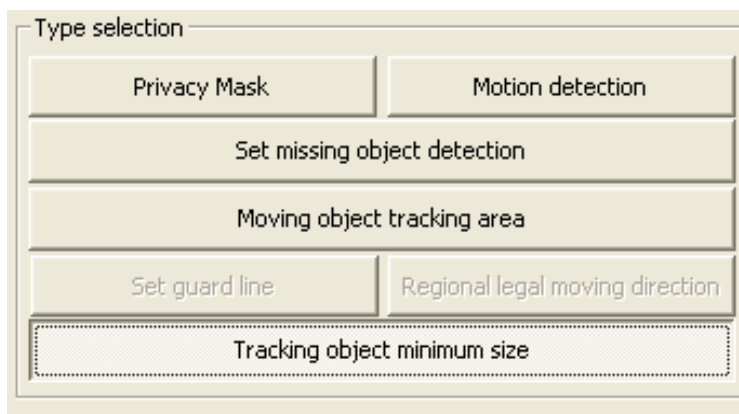 Type selection
Privacy Mask Motion detection
Set missing object detection
Moving object tracking area
Set guard line Regional legal moving direction
Tracking object minimum size